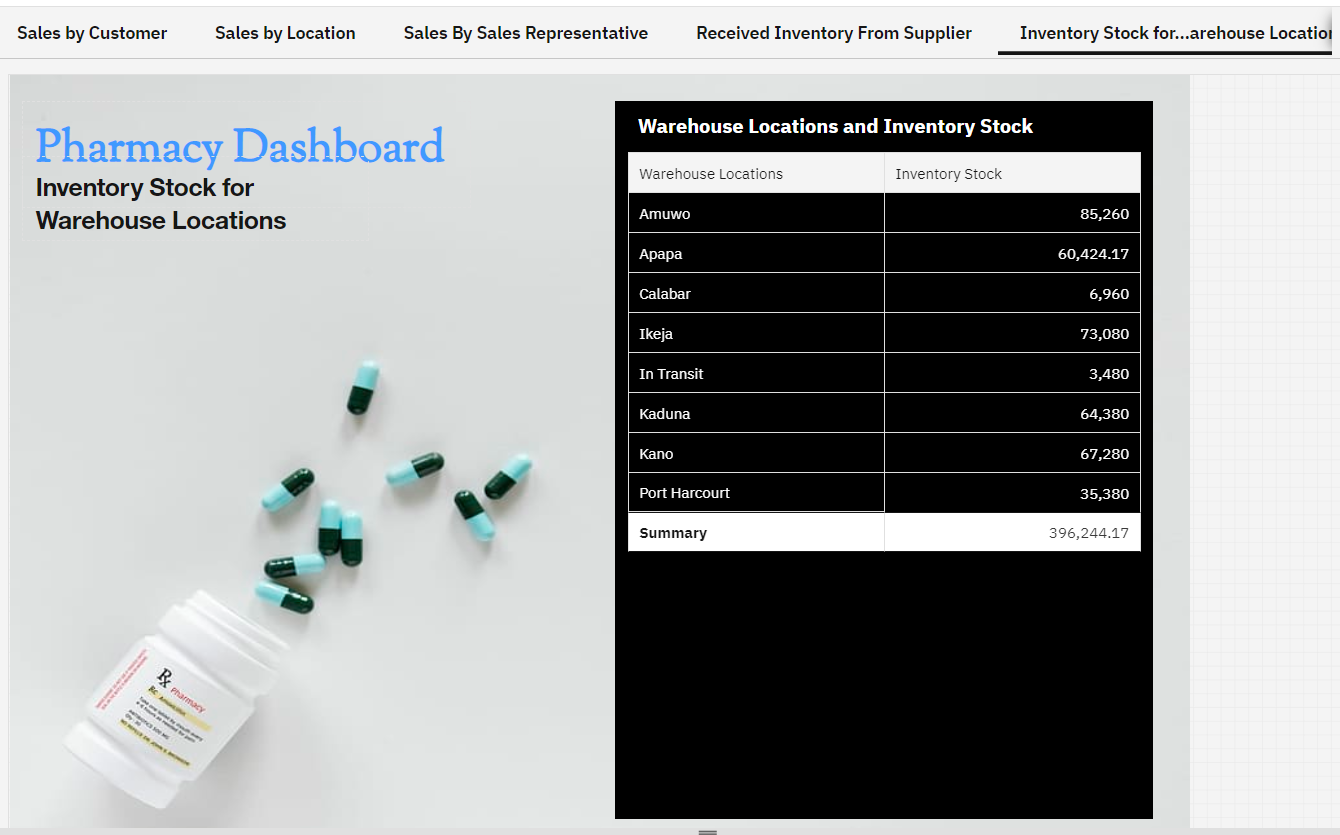 Sales by Customer
Sales by Location
Sales By Sales Representative
Received Inventory From Supplier
Inventory Stock for...arehouse Location
Pharmacy Dashboard
Inventory Stock for
Warehouse Locations
Warehouse Locations and Inventory Stock
Warehouse Locations Inventory Stock
Amuwo 85,260
Apapa 60,424.17
Calabar 6,960
Ikeja 73,080
In Transit 3,480
Kaduna 64,380
Kano 67,280
Port Harcourt 35,380
Summary 396,244.17
Rx
Pharmacy